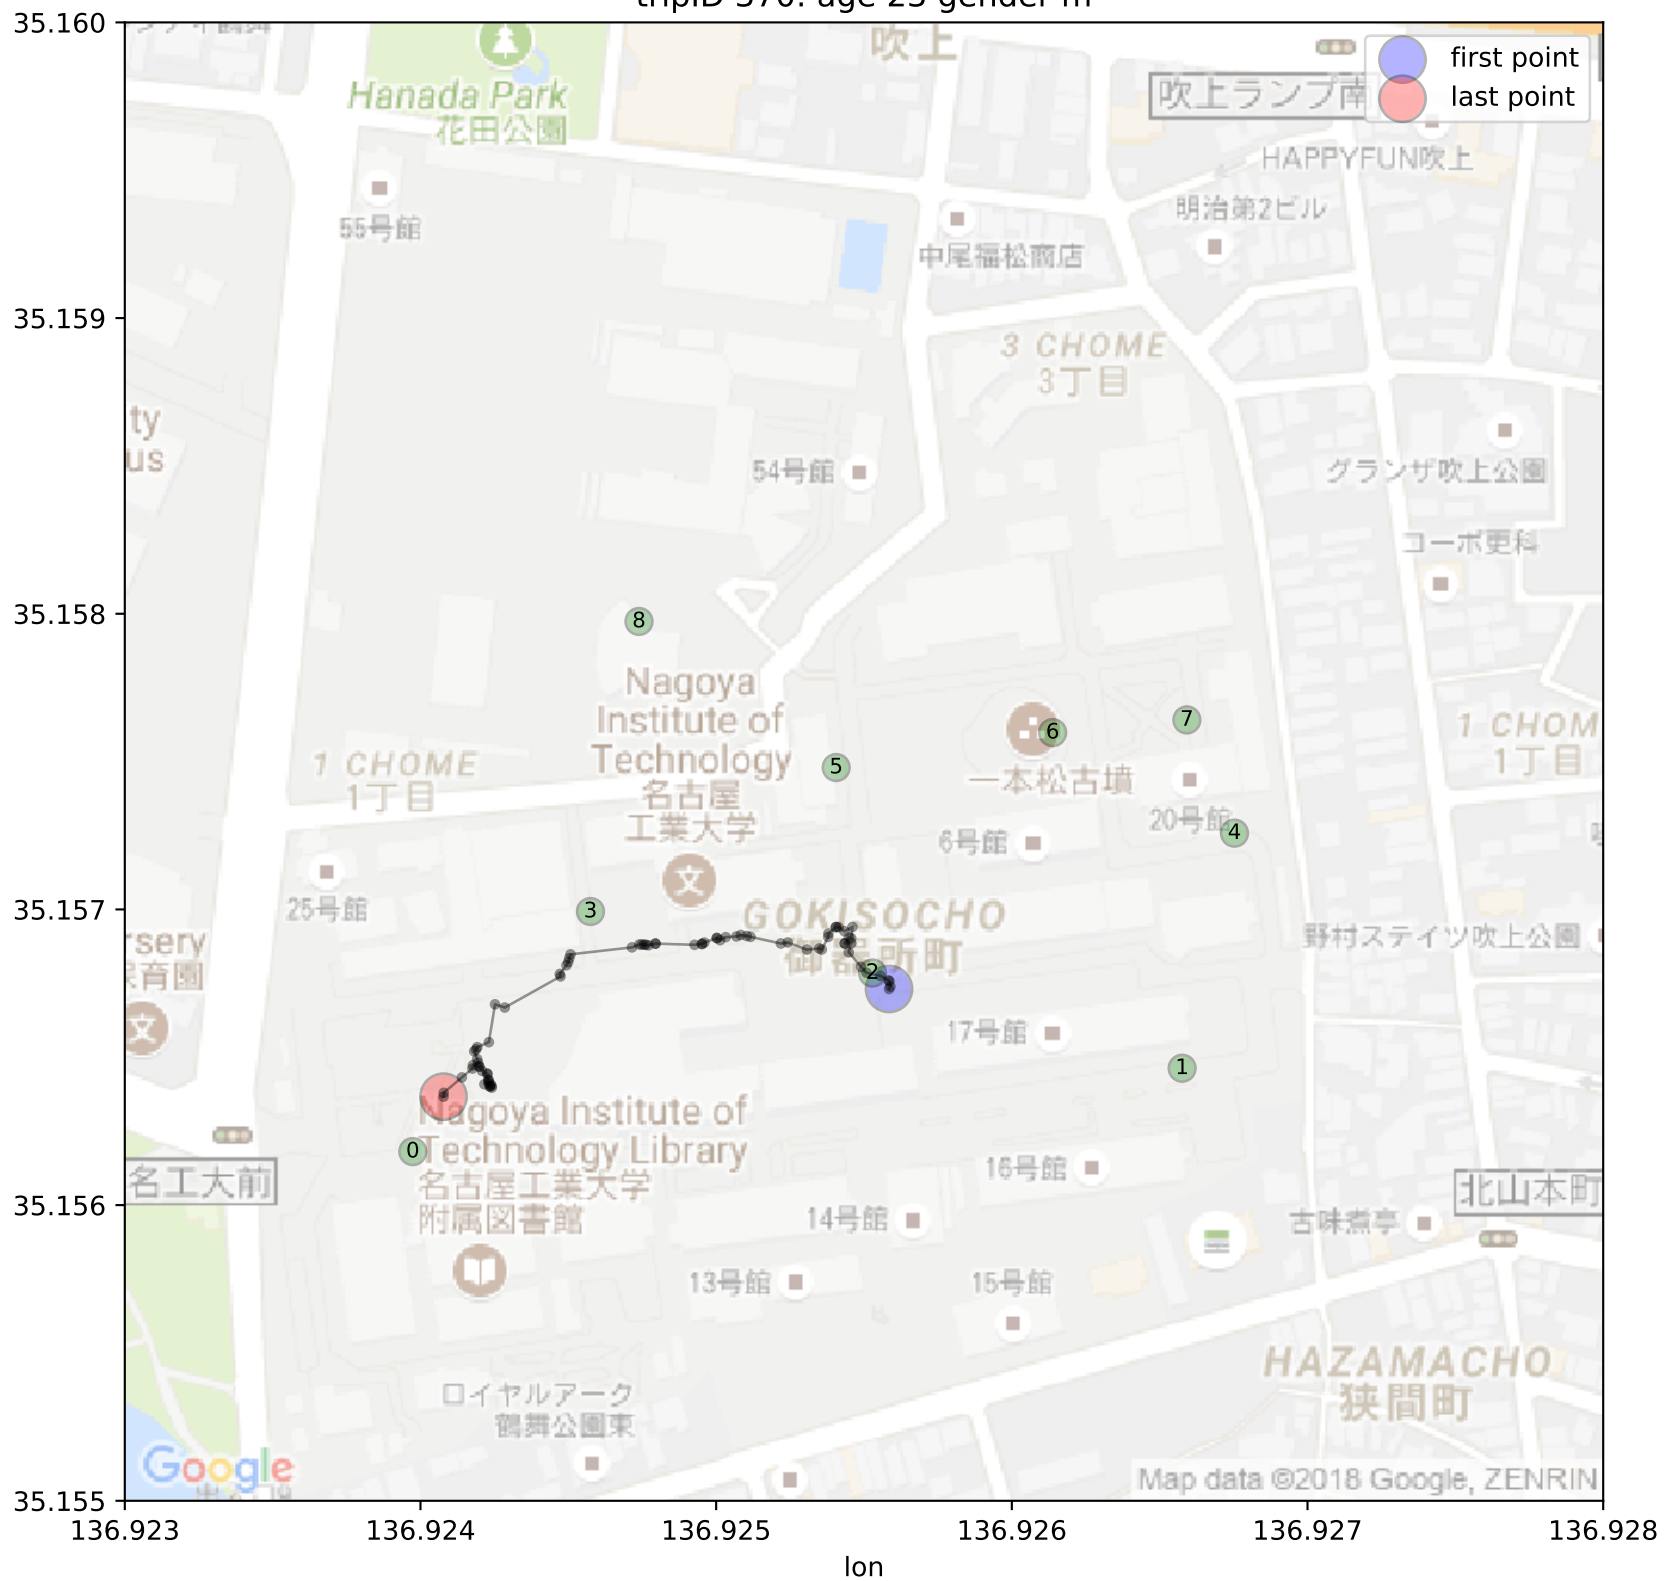 35.160
35.159
35.158
35.157
35.156
35.155
136.923
136.924
136.925
136.926
136.927
136.928
lon
first point
last point
吹上
Hanada Park
花田公園
吹上ランプ南
HAPPYFUN吹上
明治第2ビル
55号館
中尾福松商店
3 CHOME
3丁目
ty
us
54号館
グランザ吹上公園
コーポ更科
8
Nagoya
Institute of
Technology
名古屋
工業大学
1 CHOME
1丁目
5
6
7
一本松古墳
1 CHOM
1丁目
20号館
4
6号館
25号館
3
GOKISOCHO
御器所町
野村ステイツ吹上公園
rsery
保育園
2
17号館
1
Nagoya Institute of
Technology Library
名古屋工業大学
附属図書館
0
名工大前
16号館
14号館
北山本町
古味煮亭
13号館
15号館
HAZAMACHO
狭間町
ロイヤルアーク
鶴舞公園東
Google
Map data ©2018 Google, ZENRIN